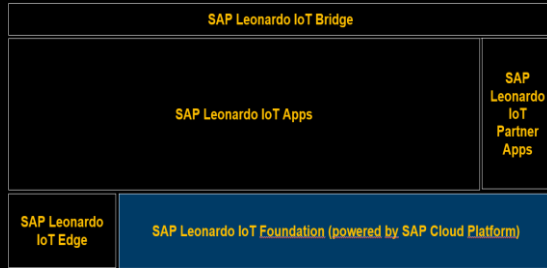 SAP Leonardo IoT Bridge
SAP Leonardo IoT Apps
SAP
Leonardo
IoT
Partner
Apps
SAP Leonardo
IoT Edge
SAP Leonardo IoT Foundation (powered by SAP Cloud Platform)